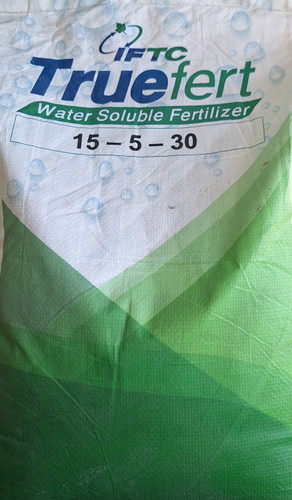 IFTC
Truefert
Water Soluble Fertilizer
15 – 5 – 30